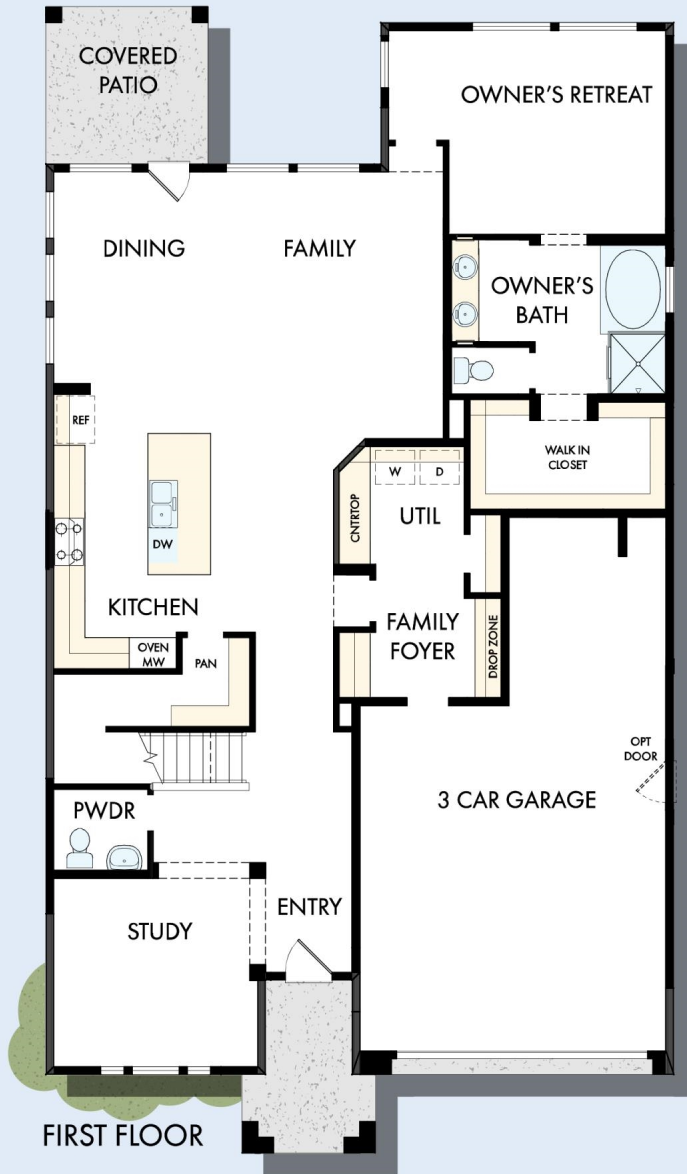 COVERED
PATIO
OWNER'S RETREAT
DINING
FAMILY
OWNER'S
BATH
REF
WALK IN
CLOSET
W
D
CNTRTOP
UTIL
DW
KITCHEN
FAMILY
FOYER
DROP ZONE
OVEN
MW
PAN
OPT
DOOR
3 CAR GARAGE
PWDR
ENTRY
STUDY
FIRST FLOOR